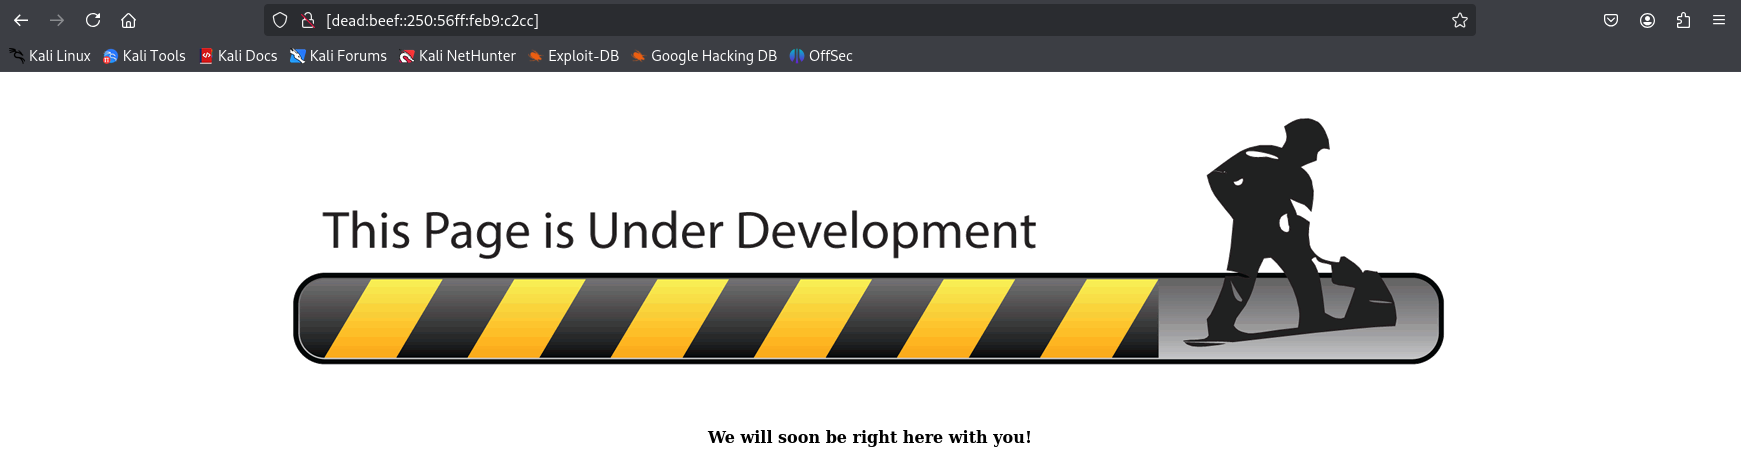 [dead:beef::250:56ff:feb9:c2cc]
Kali Linux Kali Tools Kali Docs Kali Forums Kali NetHunter Exploit-DB Google Hacking DB OffSec
This Page is Under Development
We will soon be right here with you!